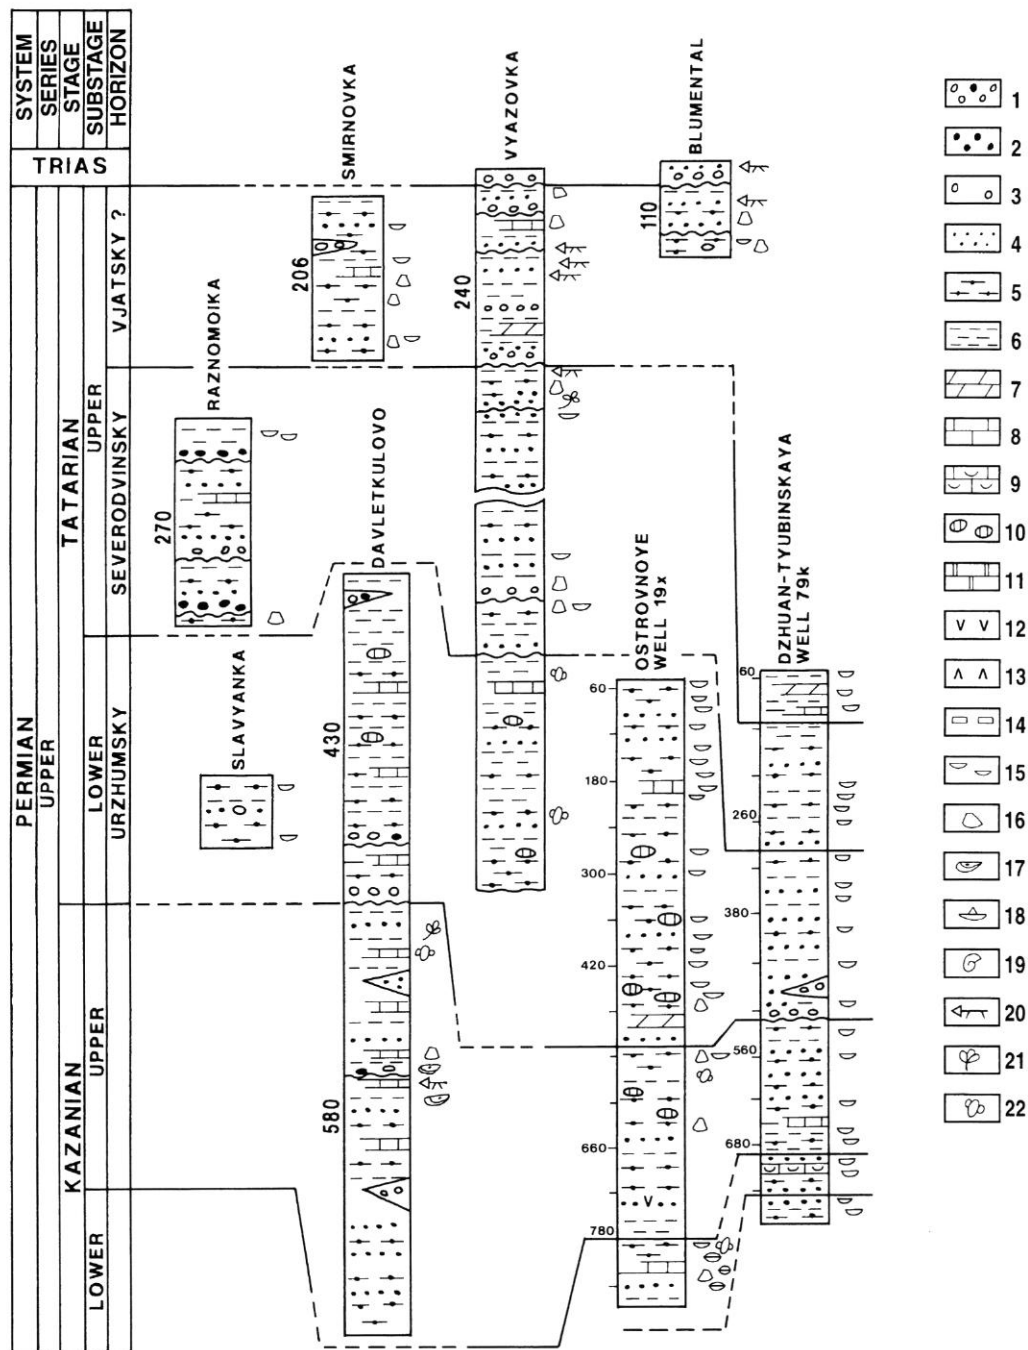 SYSTEM
SERIES
STAGE
SUBSTAGE
HORIZON
TRIAS
PERMIAN
UPPER
TATARIAN
KAZANIAN
UPPER
LOWER
UPPER
LOWER
VJATSKY ?
SEVERODVINSKY
URZHUMSKY
RAZNOMOIKA
270
SLAVYANKA
SMIRNOVKA
206
DAVLETKULOVO
430
580
VYAZOVKA
240
BLUMENTAL
110
OSTROVNOYE
WELL 19x
60
180
300
420
660
780
DZHUAN-TYUBINSKAYA
WELL 79k
60
260
380
560
680
1
2
3
4
5
6
7
8
9
10
11
V V
12
Λ Λ
13
14
15
16
17
18
19
20
21
22
V